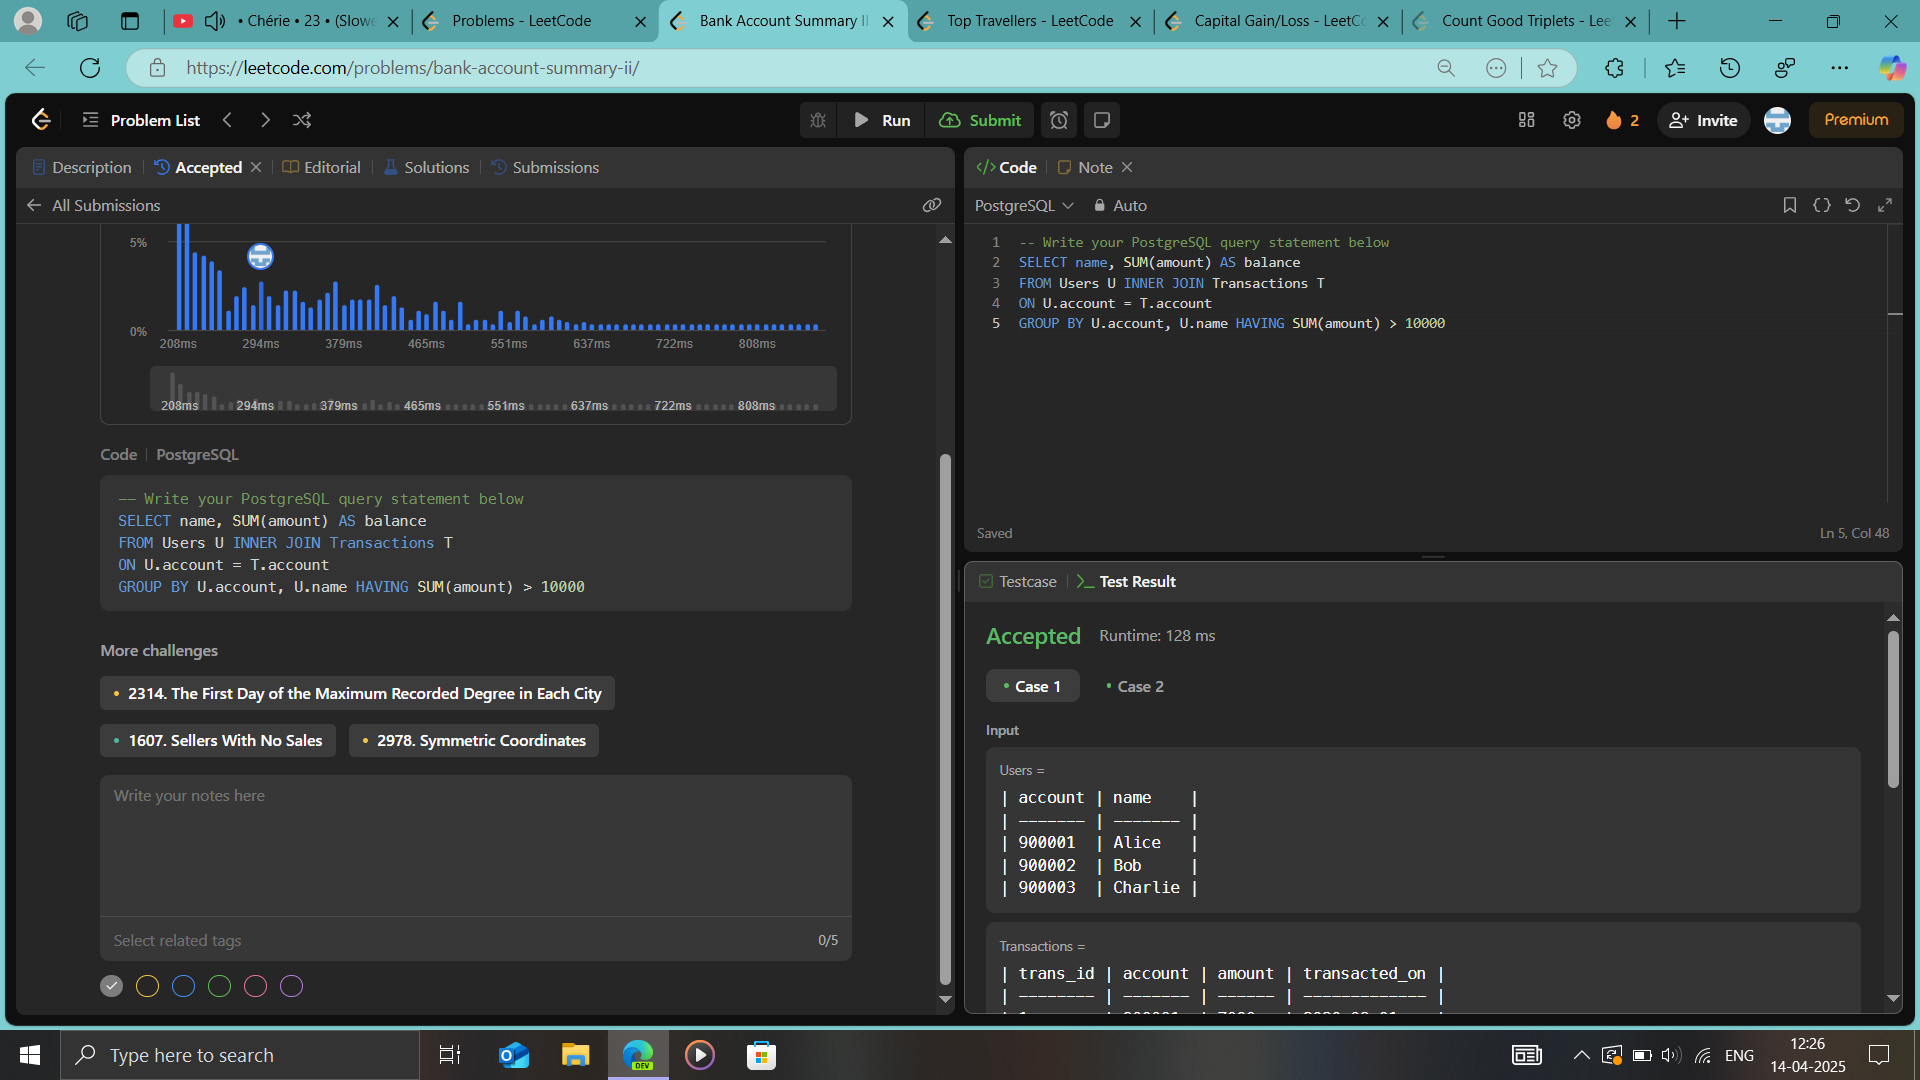 • Chérie • 23 • (Slowe
Problems - LeetCode
Bank Account Summary II
Top Travellers - LeetCode
Capital Gain/Loss - LeetCo
Count Good Triplets - Lee
https://leetcode.com/problems/bank-account-summary-ii/
Problem List
Run
Submit
2
Invite
Premium
Description
Accepted
Editorial
Solutions
Submissions
All Submissions
5%
0%
208ms 294ms 379ms 465ms 551ms 637ms 722ms 808ms
208ms 294ms 379ms 465ms 551ms 637ms 722ms 808ms
Code
PostgreSQL
-- Write your PostgreSQL query statement below
SELECT name, SUM(amount) AS balance
FROM Users U INNER JOIN Transactions T
ON U.account = T.account
GROUP BY U.account, U.name HAVING SUM(amount) > 10000
More challenges
• 2314. The First Day of the Maximum Recorded Degree in Each City
• 1607. Sellers With No Sales
• 2978. Symmetric Coordinates
Write your notes here
Select related tags
0/5
</> Code
Note
PostgreSQL
Auto
1 -- Write your PostgreSQL query statement below
2 SELECT name, SUM(amount) AS balance
3 FROM Users U INNER JOIN Transactions T
4 ON U.account = T.account
5 GROUP BY U.account, U.name HAVING SUM(amount) > 10000
Saved
Ln 5, Col 48
Testcase
>_ Test Result
Accepted
Runtime: 128 ms
• Case 1
• Case 2
Input
Users =
| account | name    |
| ------- | ------- |
| 900001  | Alice   |
| 900002  | Bob     |
| 900003  | Charlie |
Transactions =
| trans_id | account | amount | transacted_on |
| -------- | ------- | ------ | ------------- |
Type here to search
DEV
ENG
12:26
14-04-2025